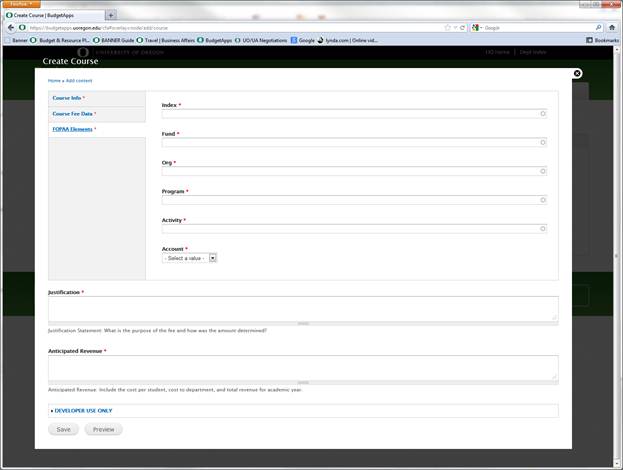 Firefox
Create Course | BudgetApps
+
https://budgetapps.uoregon.edu/cfaf#overlay=node/add/course
Google
Banner Budget & Resource Pl... BANNER Guide Travel | Business Affairs BudgetApps UO/UA Negotiations Google lynda.com | Online vid...
Bookmarks
UNIVERSITY OF OREGON
UO Home | Dept Index
Create Course
Home » Add content
Course Info *
Course Fee Data *
FOPAA Elements *
Index *
Fund *
Org *
Program *
Activity *
Account *
- Select a value -
Justification *
Justification Statement: What is the purpose of the fee and how was the amount determined?
Anticipated Revenue *
Anticipated Revenue: Include the cost per student, cost to department, and total revenue for academic year.
DEVELOPER USE ONLY
Save Preview